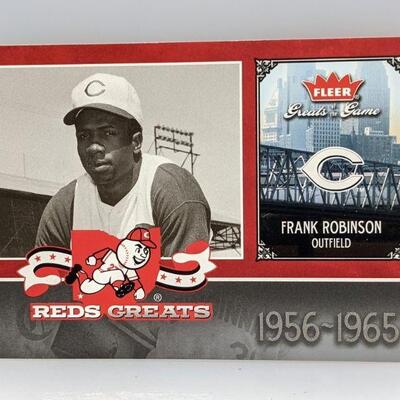 FLEER
Greats of the Game
C
C
FRANK ROBINSON
OUTFIELD
REDS GREATS®
1956~1965